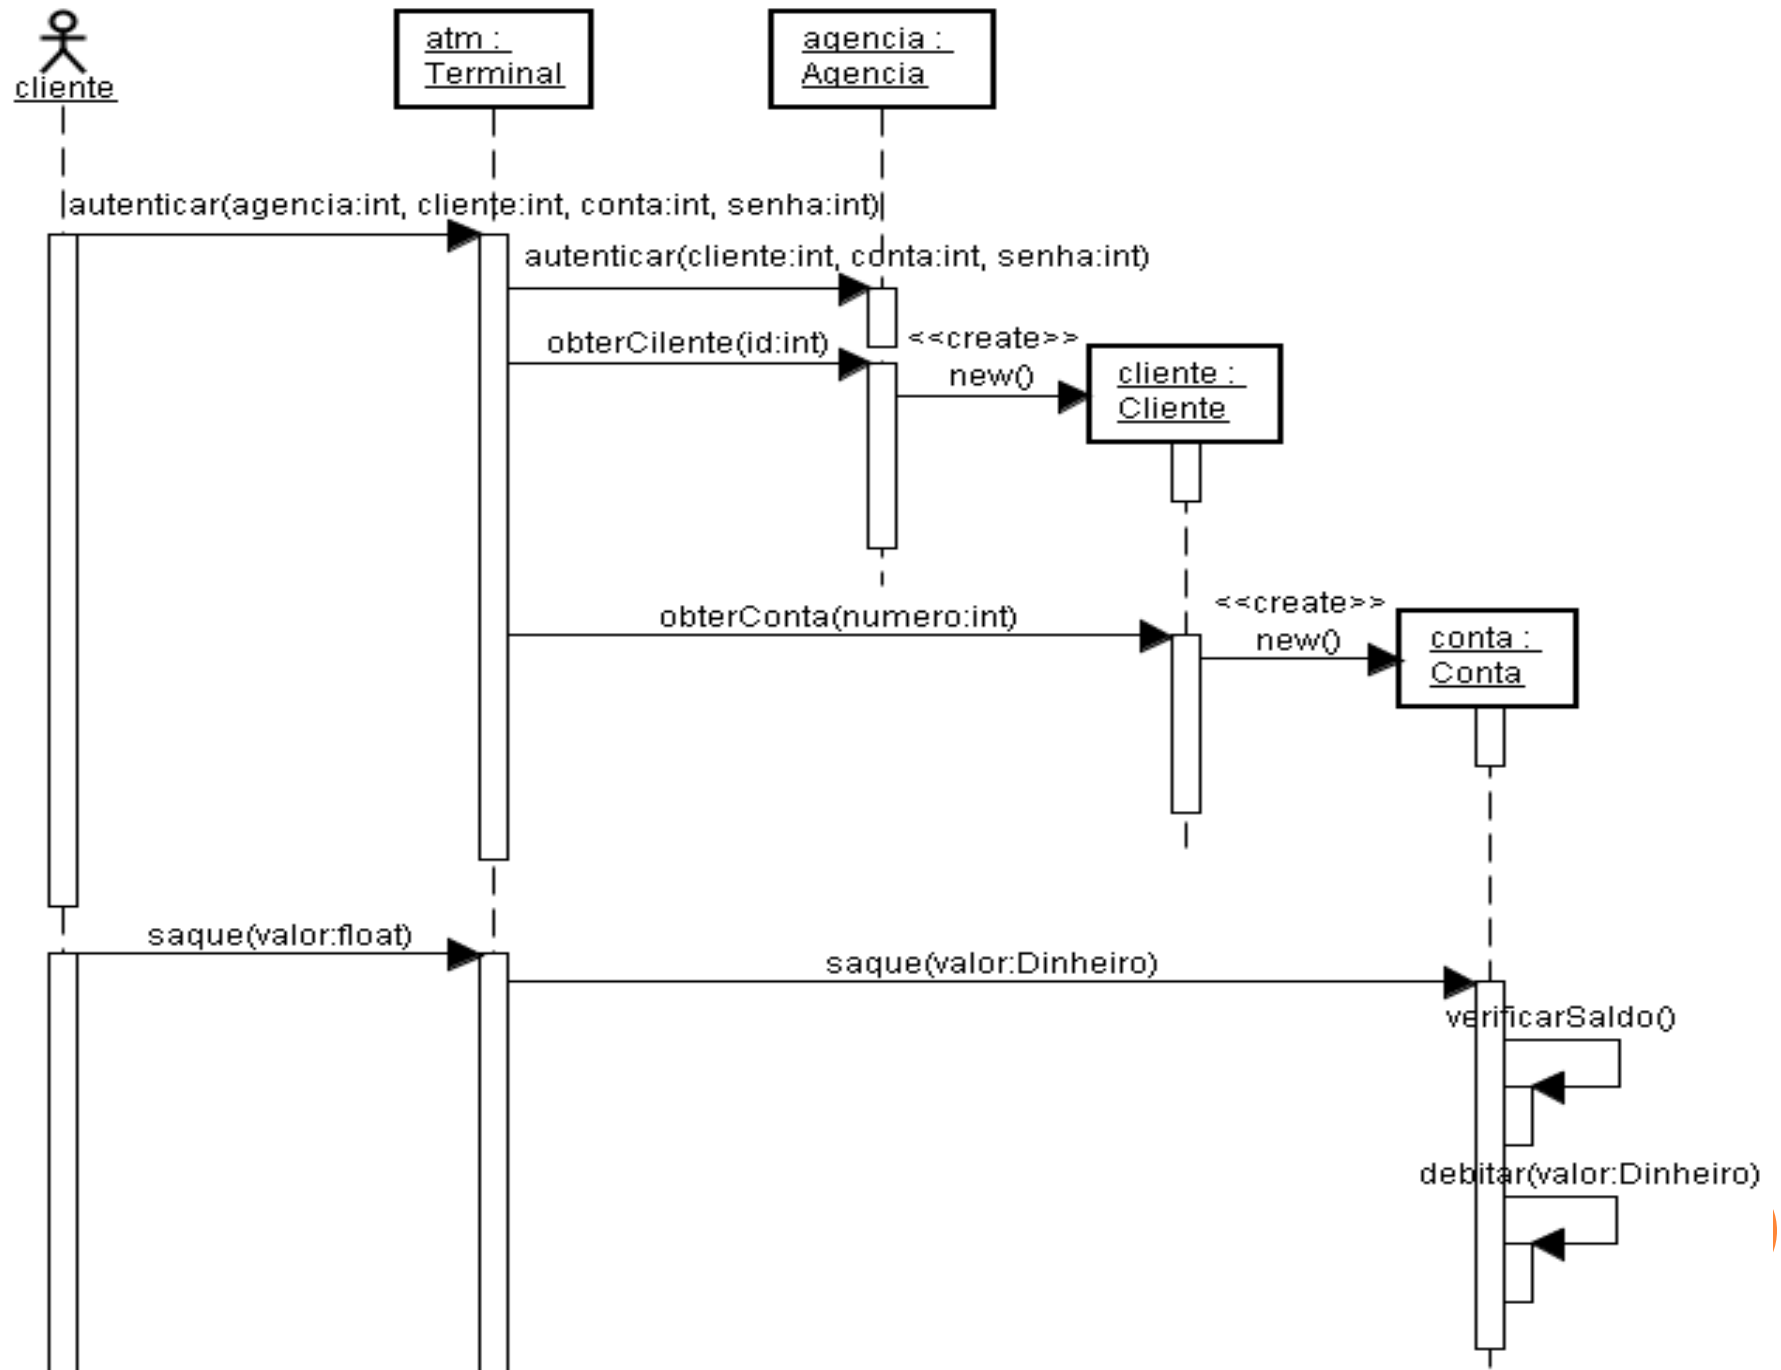 cliente
atm :
Terminal
agencia :
Agencia
autenticar(agencia:int, cliente:int, conta:int, senha:int)
autenticar(cliente:int, conta:int, senha:int)
obterCilente(id:int)
<<create>>
new()
cliente :
Cliente
obterConta(numero:int)
<<create>>
new()
conta :
Conta
saque(valor:float)
saque(valor:Dinheiro)
verificarSaldo()
debitar(valor:Dinheiro)